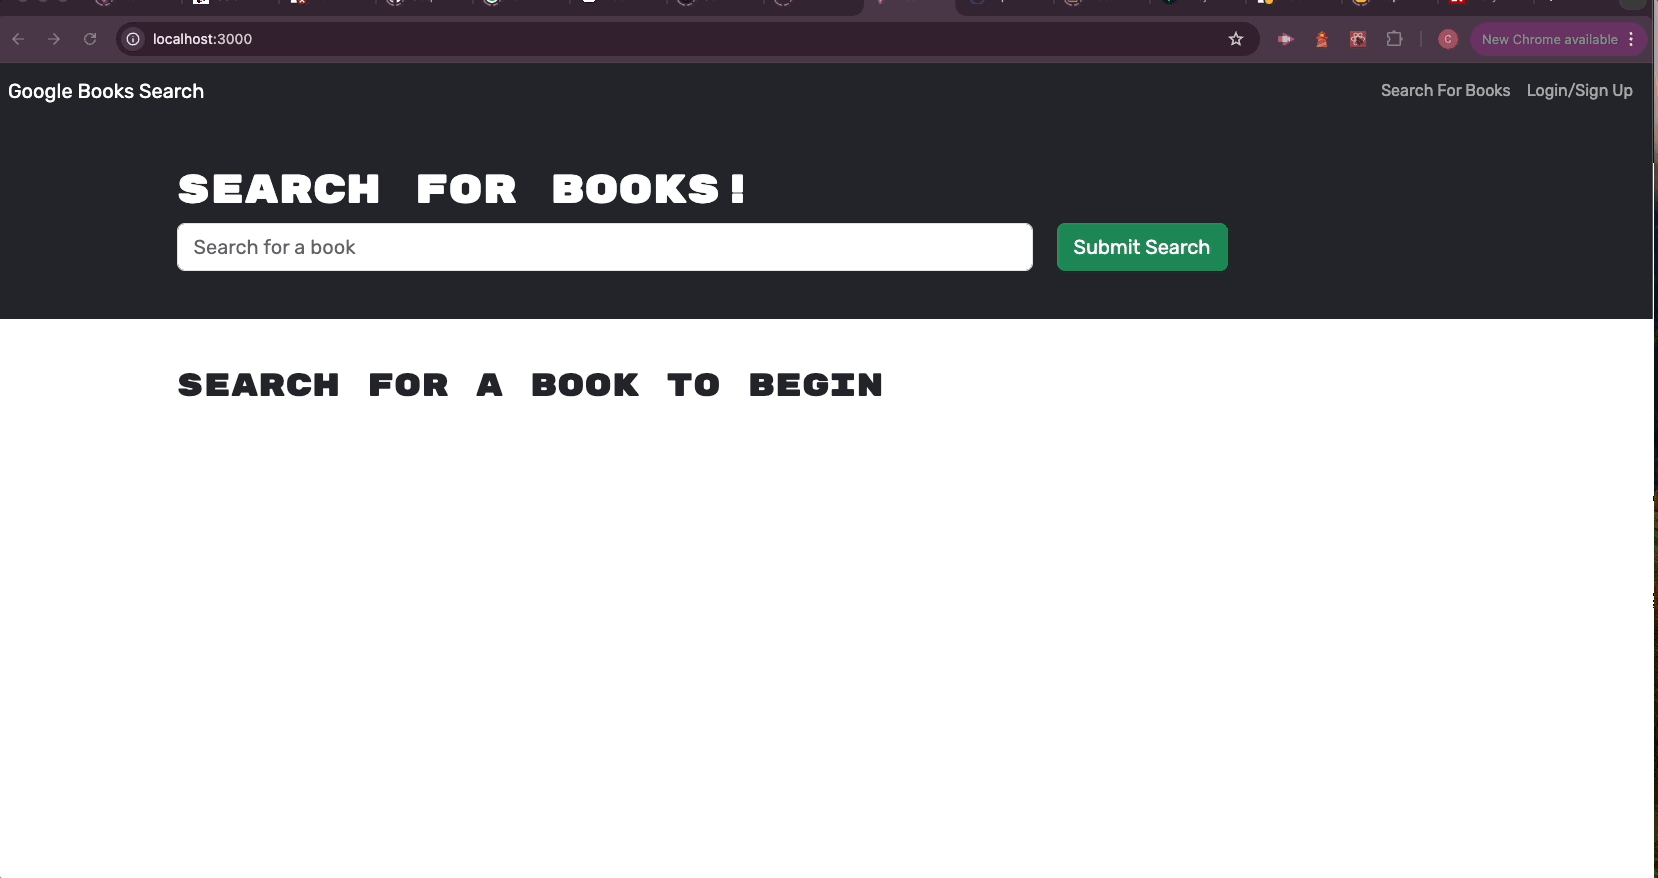 localhost:3000
New Chrome available
Google Books Search
Search For Books
Login/Sign Up
SEARCH FOR BOOKS!
Search for a book
Submit Search
SEARCH FOR A BOOK TO BEGIN